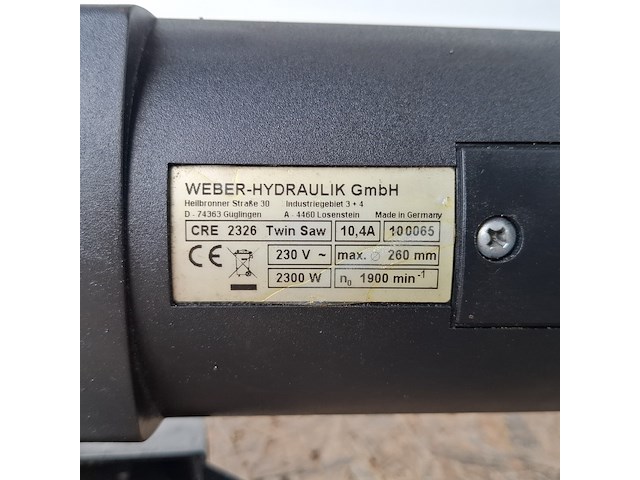 WEBER-HYDRAULIK GmbH
Heilbronner Straße 30 Industriegebiet 3 + 4
D - 74363 Güglingen A - 4460 Losenstein Made in Germany
CRE 2326 Twin Saw 10,4A 100065
CE 230 V ~ max. ⌀ 260 mm
2300 W n₀ 1900 min⁻¹